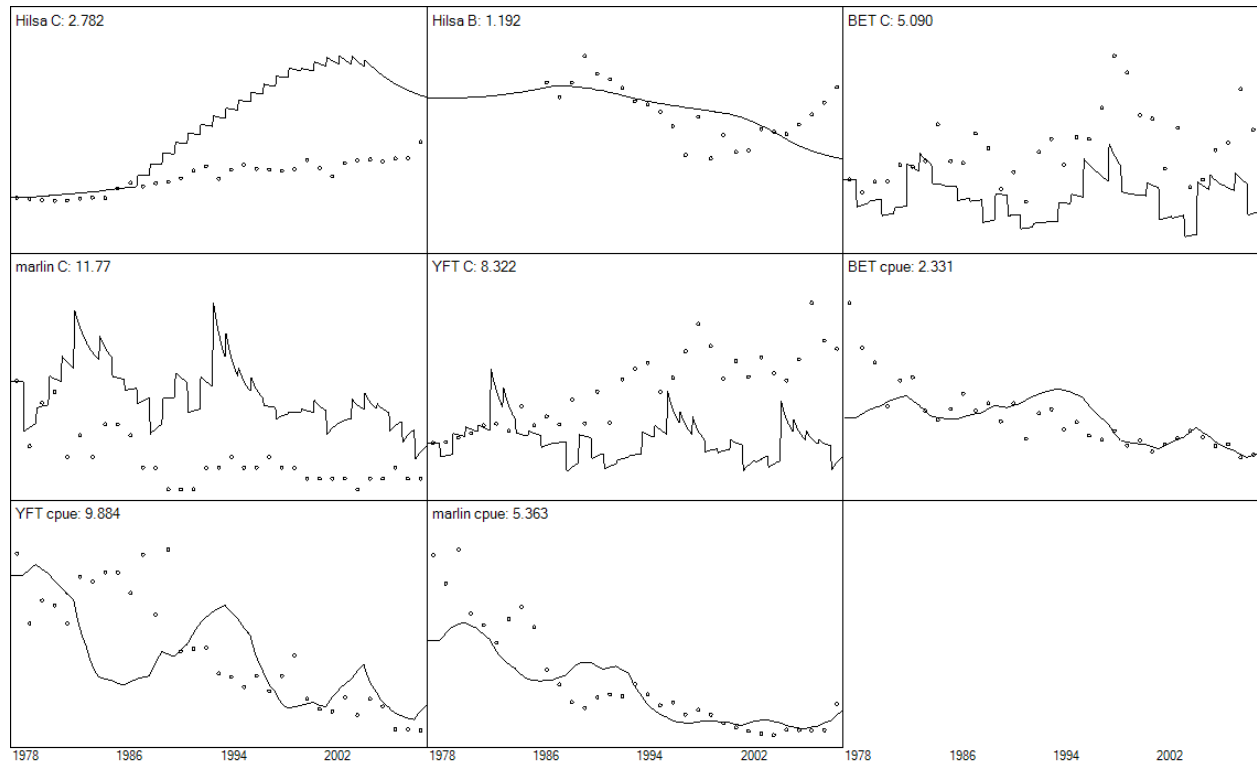 Hilsa C: 2.782
Hilsa B: 1.192
BET C: 5.090
marlin C: 11.77
YFT C: 8.322
BET cpue: 2.331
YFT cpue: 9.884
marlin cpue: 5.363
1978 1986 1994 2002
1978 1986 1994 2002
1978 1986 1994 2002